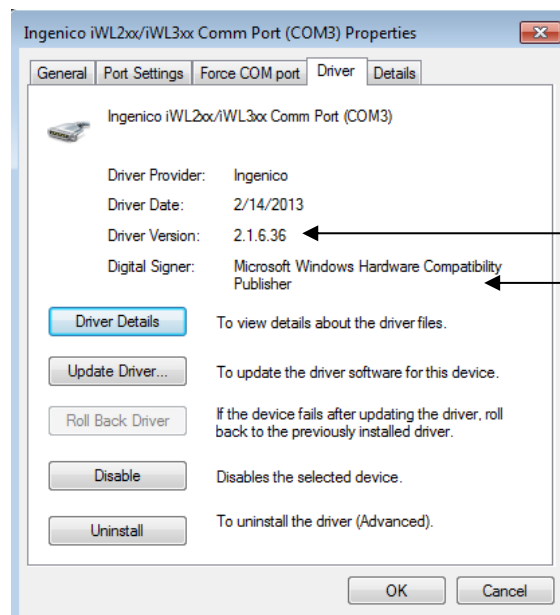 Ingenico iWL2xx/iWL3xx Comm Port (COM3) Properties
General Port Settings Force COM port Driver Details
Ingenico iWL2xx/iWL3xx Comm Port (COM3)
Driver Provider: Ingenico
Driver Date: 2/14/2013
Driver Version: 2.1.6.36
Digital Signer: Microsoft Windows Hardware Compatibility
Publisher
Driver Details To view details about the driver files.
Update Driver... To update the driver software for this device.
Roll Back Driver If the device fails after updating the driver, roll
back to the previously installed driver.
Disable Disables the selected device.
Uninstall To uninstall the driver (Advanced).
OK Cancel